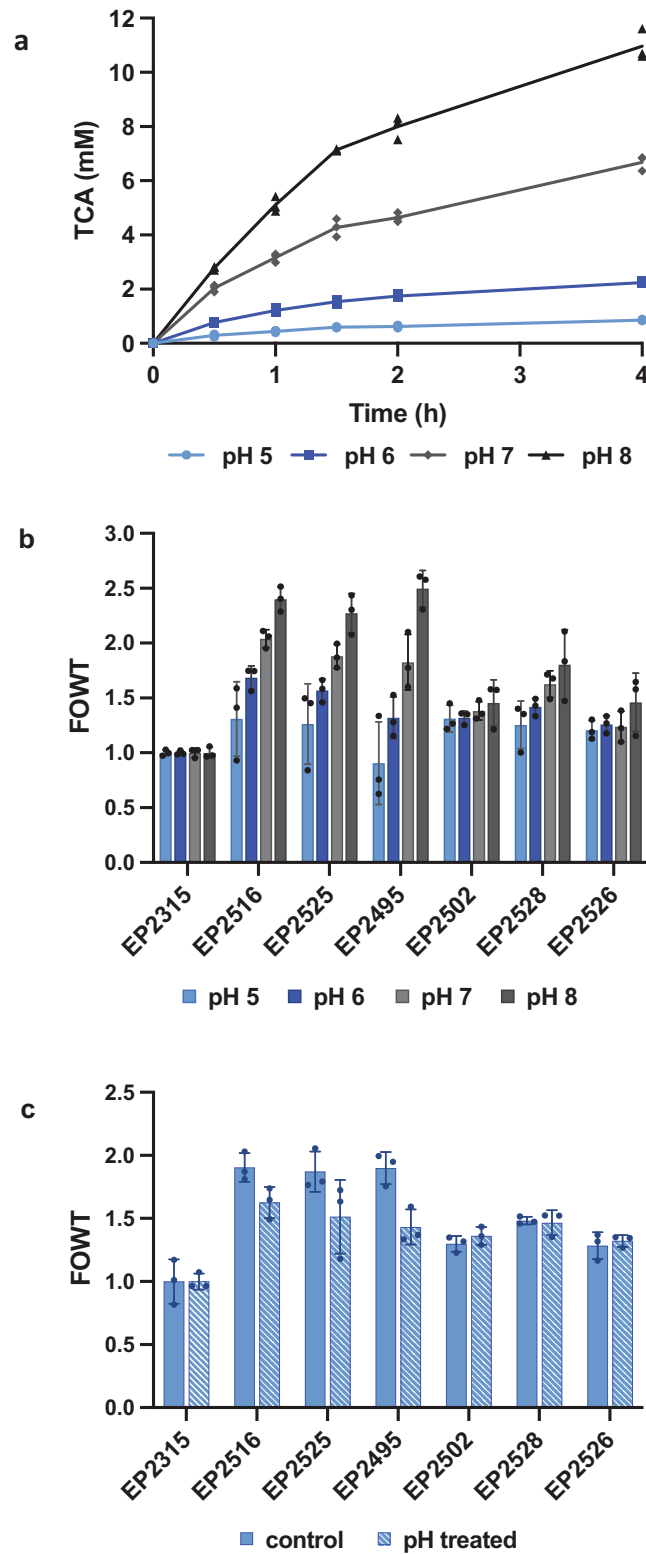 a
12
10
8
6
4
2
0
TCA (mM)
0 1 2 3 4
Time (h)
pH 5 pH 6 pH 7 pH 8
b
3.0
2.5
2.0
1.5
1.0
0.5
0.0
FOWT
EP2315 EP2516 EP2525 EP2495 EP2502 EP2528 EP2526
pH 5 pH 6 pH 7 pH 8
c
2.5
2.0
1.5
1.0
0.5
0.0
FOWT
EP2315 EP2516 EP2525 EP2495 EP2502 EP2528 EP2526
control pH treated